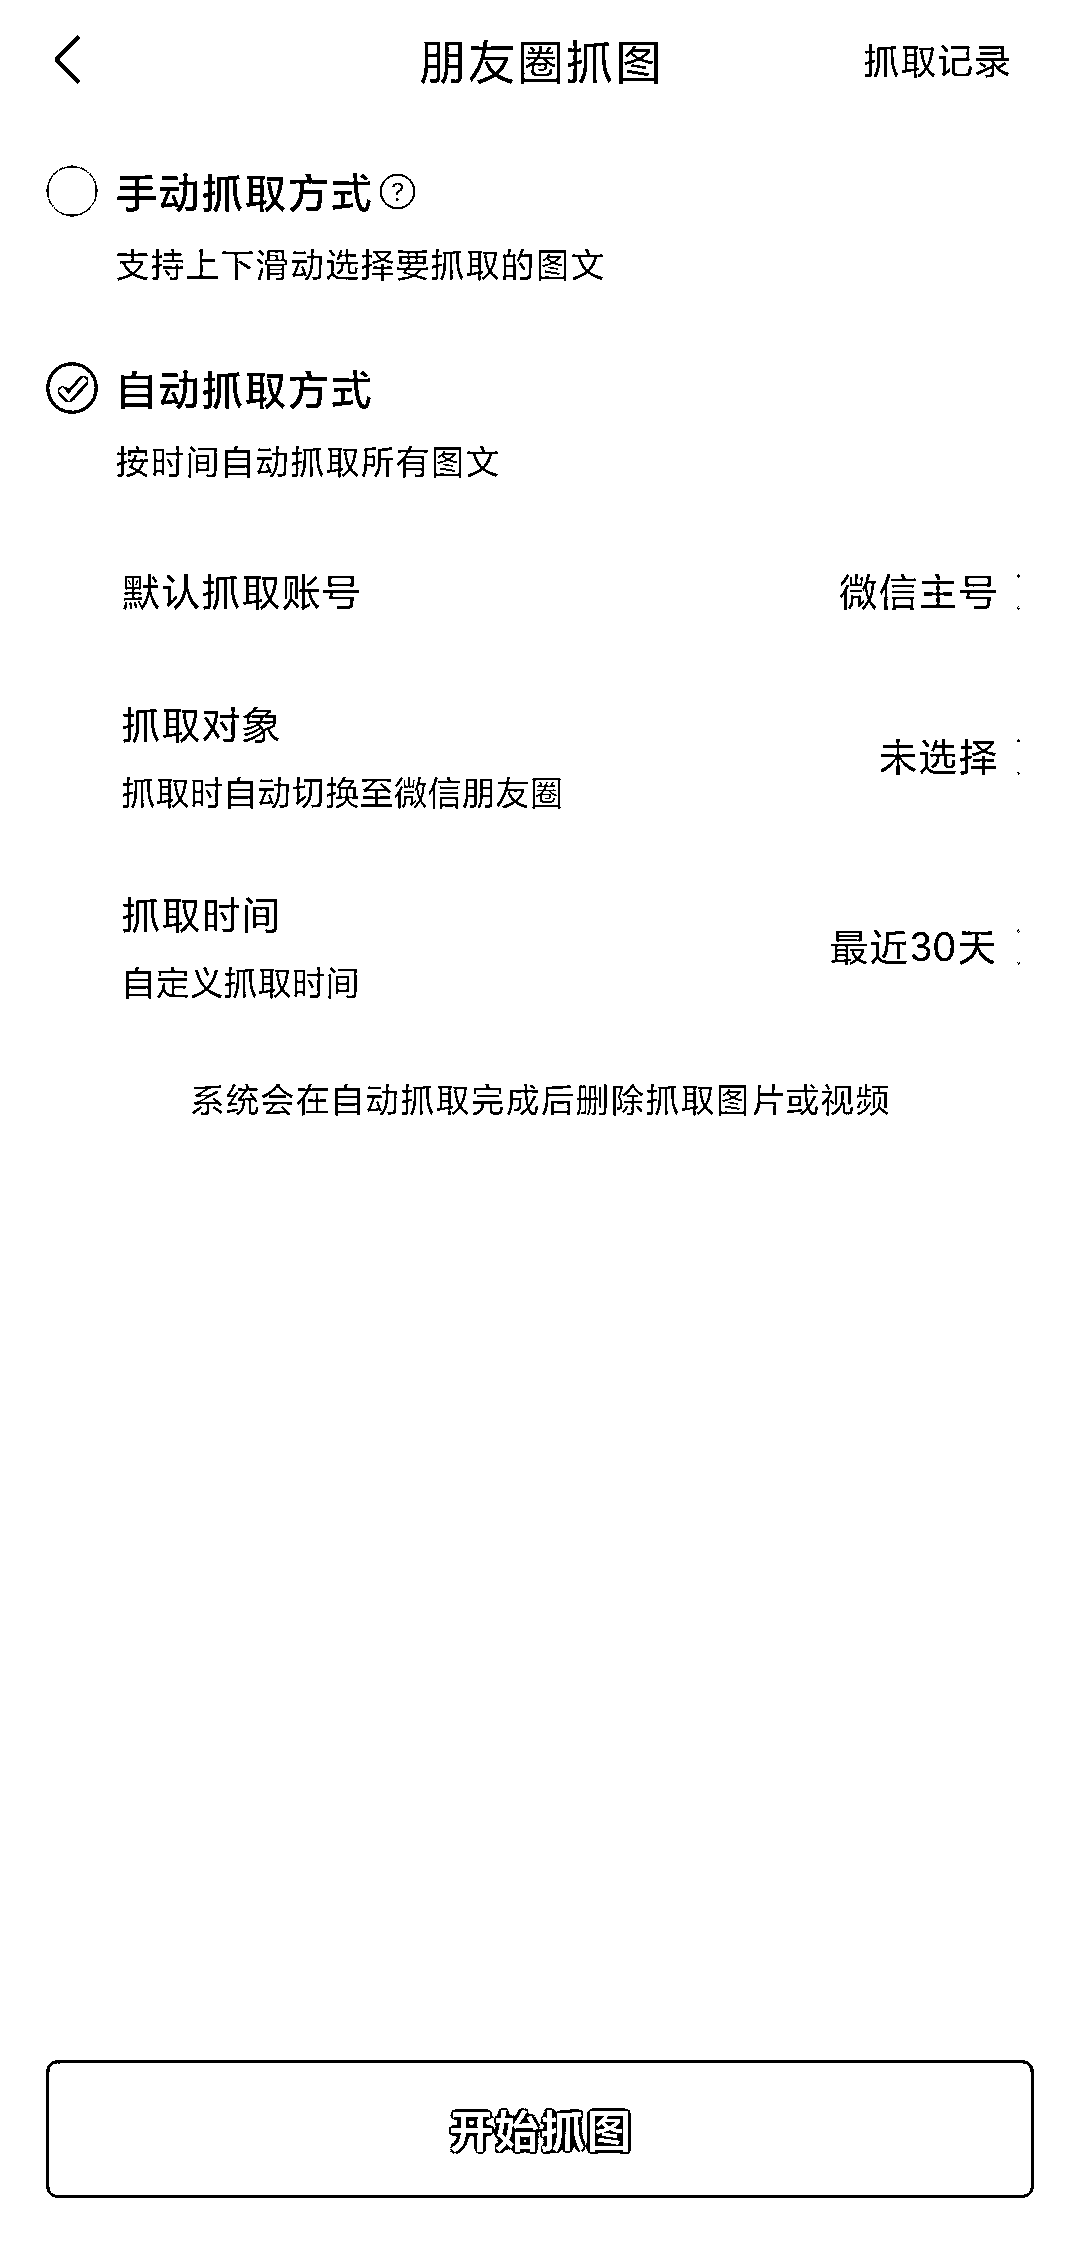 朋友圈抓图
抓取记录
手动抓取方式?
支持上下滑动选择要抓取的图文
自动抓取方式
按时间自动抓取所有图文
默认抓取账号
微信主号
抓取对象
抓取时自动切换至微信朋友圈
未选择
抓取时间
自定义抓取时间
最近30天
系统会在自动抓取完成后删除抓取图片或视频
开始抓图